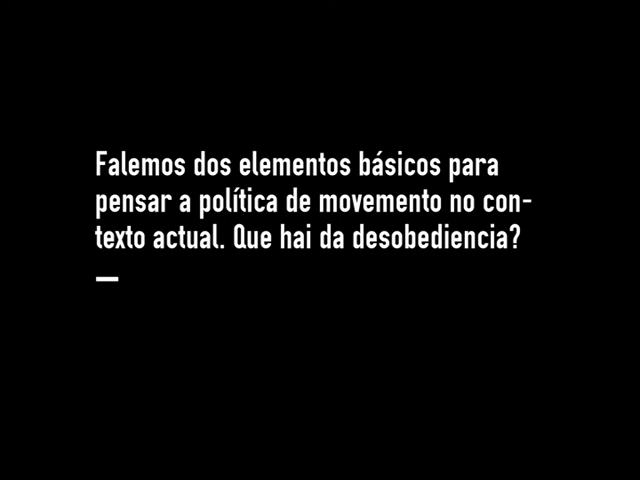 Falemos dos elementos básicos para
pensar a política de movemento no con-
texto actual. Que hai da desobediencia?